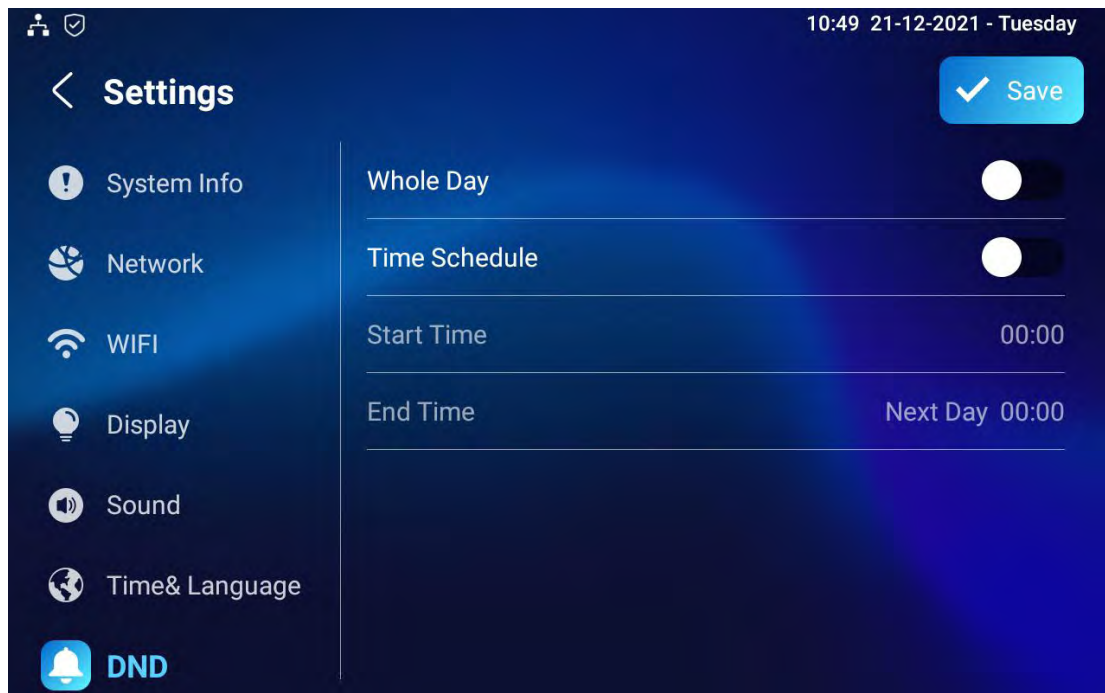 10:49 21-12-2021 - Tuesday
Settings
Save
System Info
Network
WIFI
Display
Sound
Time& Language
DND
Whole Day
Time Schedule
Start Time 00:00
End Time Next Day 00:00